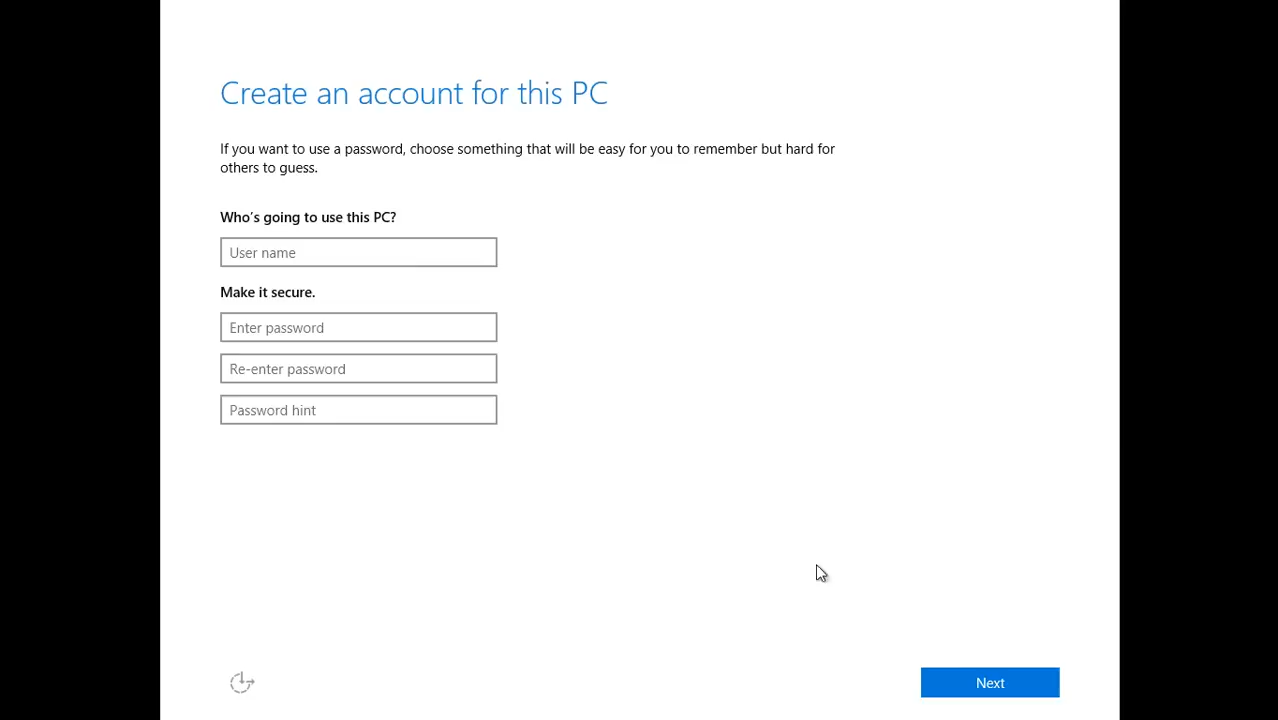 Create an account for this PC
If you want to use a password, choose something that will be easy for you to remember but hard for
others to guess.
Who's going to use this PC?
User name
Make it secure.
Enter password
Re-enter password
Password hint
Next